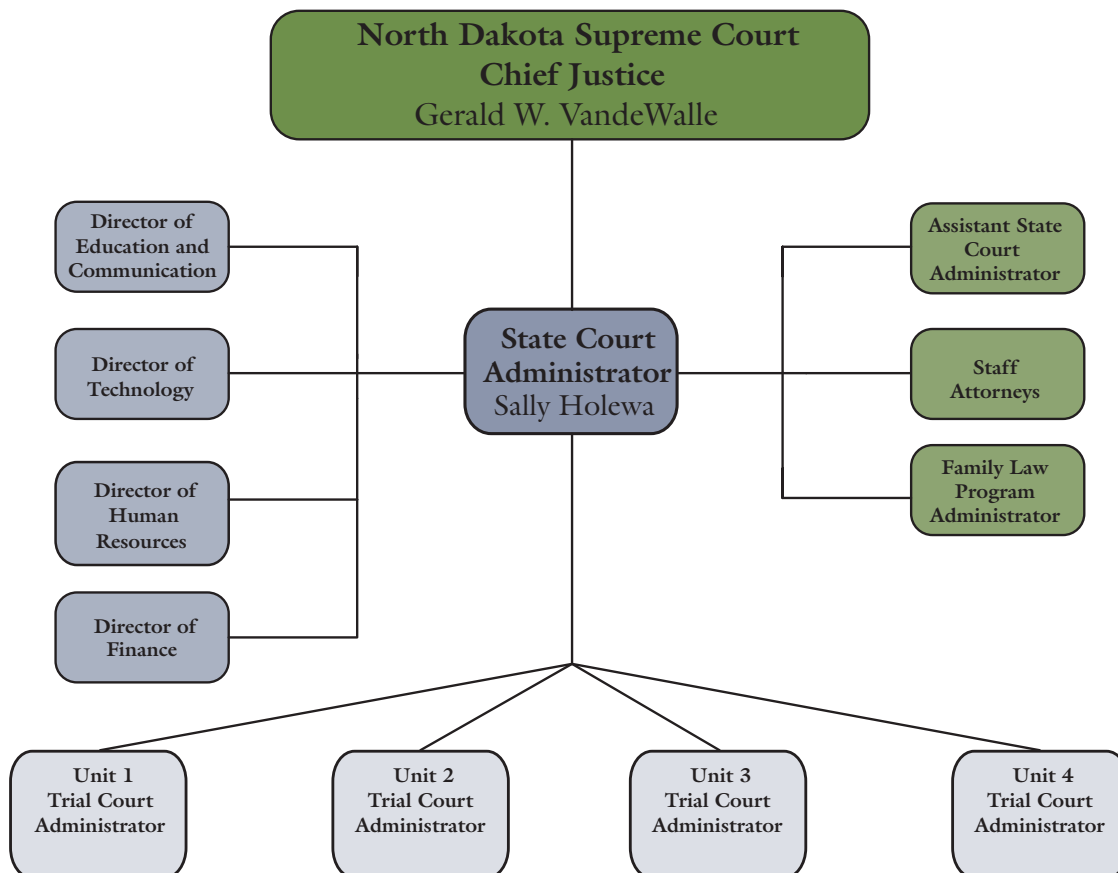 North Dakota Supreme Court
Chief Justice
Gerald W. VandeWalle
Director of
Education and
Communication
Assistant State
Court
Administrator
State Court
Administrator
Sally Holewa
Director of
Technology
Staff
Attorneys
Director of
Human
Resources
Family Law
Program
Administrator
Director of
Finance
Unit 1
Trial Court
Administrator
Unit 2
Trial Court
Administrator
Unit 3
Trial Court
Administrator
Unit 4
Trial Court
Administrator